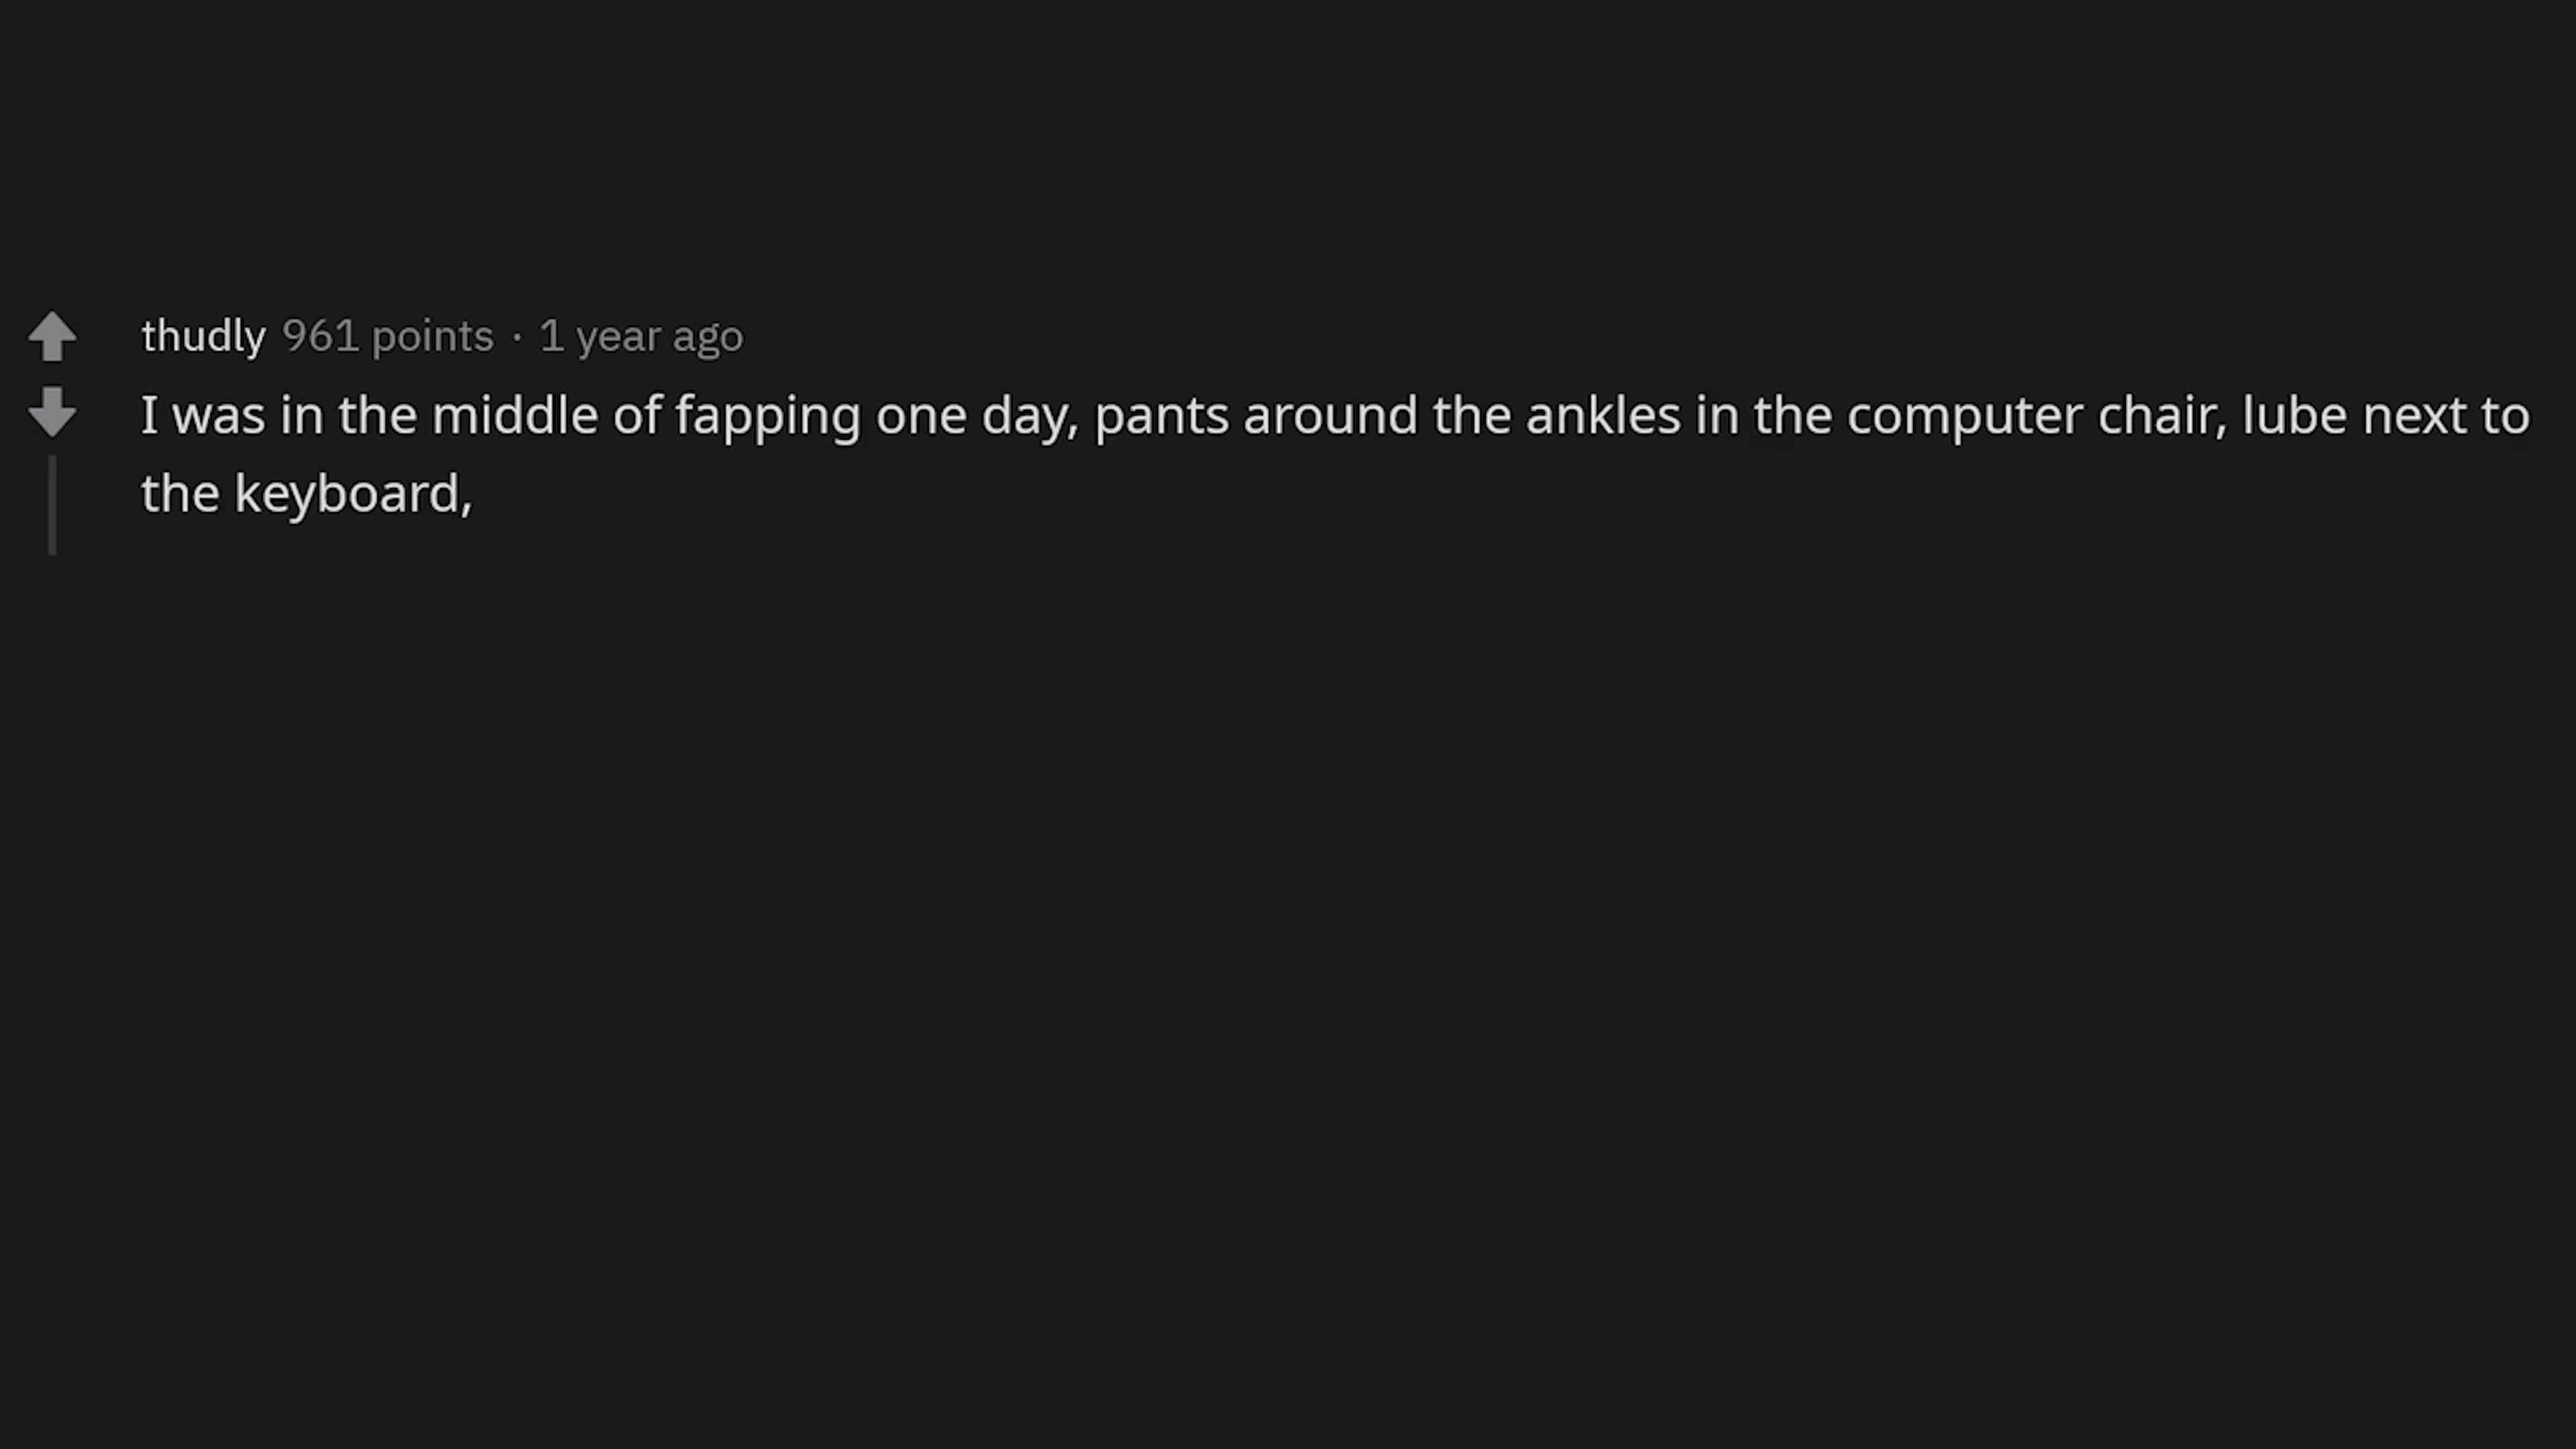 thudly 961 points · 1 year ago
I was in the middle of fapping one day, pants around the ankles in the computer chair, lube next to
the keyboard,